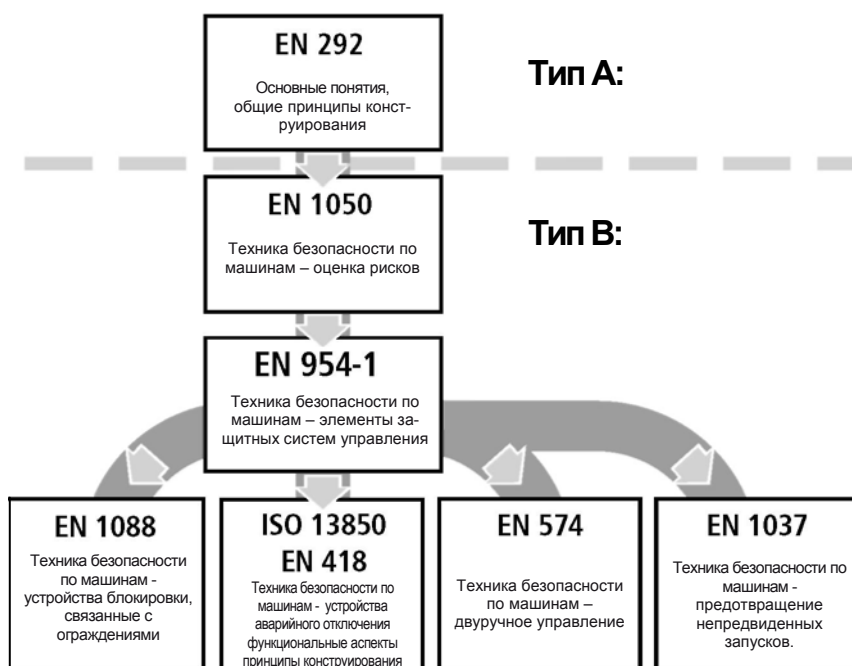 EN 292
Основные понятия,
общие принципы конст-
руирования
Тип A:
EN 1050
Техника безопасности по
машинам – оценка рисков
Тип B:
EN 954-1
Техника безопасности по
машинам – элементы за-
щитных систем управления
EN 1088
Техника безопасности
по машинам -
устройства блокировки,
связанные с
ограждениями
ISO 13850
EN 418
Техника безопасности по
машинам - устройства
аварийного отключения
функциональные аспекты
принципы конструирования
EN 574
Техника безопасности
по машинам –
двуручное управление
EN 1037
Техника безопасности по
машинам -
предотвращение
непредвиденных
запусков.